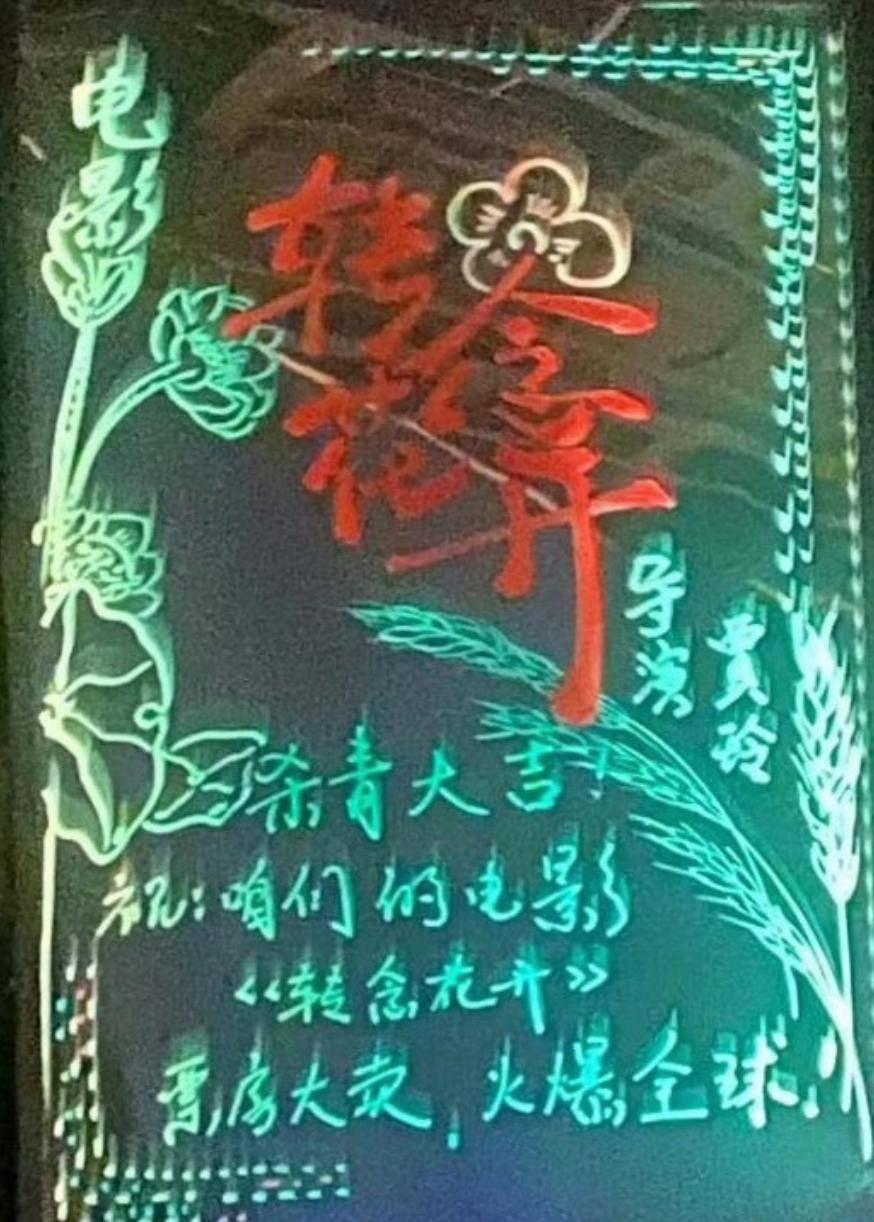 电影
转念
花开
导演
贾玲
杀青大吉!
祝:咱们的电影
《转念花开》
票房大卖,火爆全球!